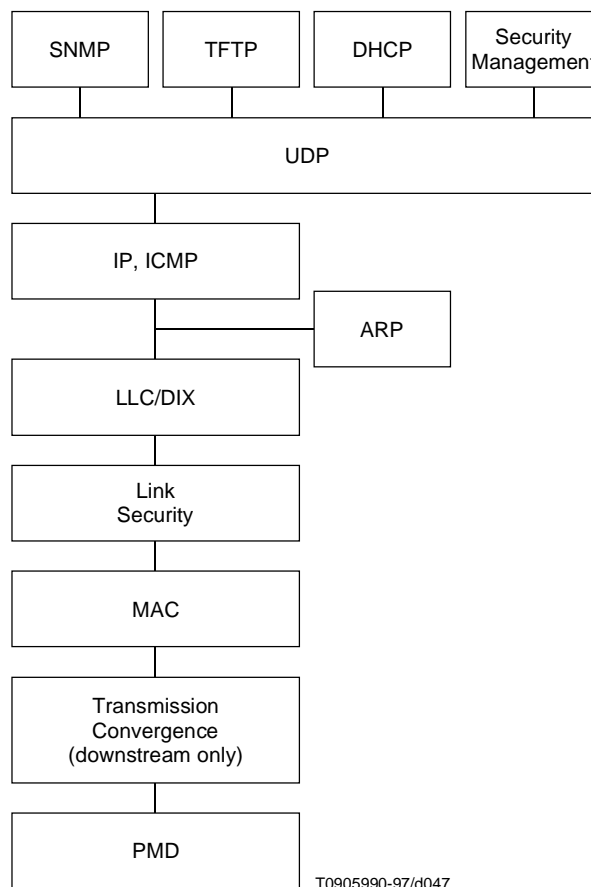 SNMP
TFTP
DHCP
Security
Management
UDP
IP, ICMP
ARP
LLC/DIX
Link
Security
MAC
Transmission
Convergence
(downstream only)
PMD
T0905990-97/d047